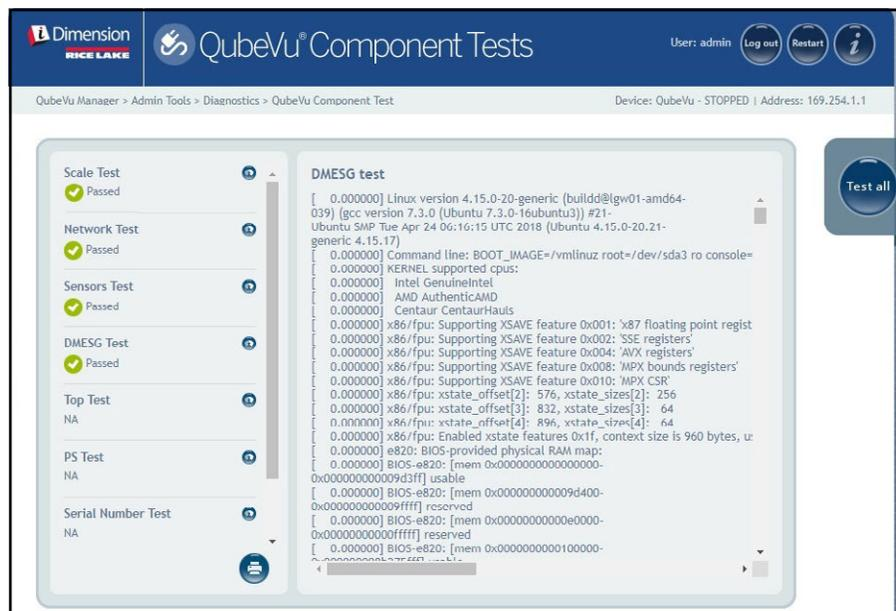 iDimension
RICE LAKE
QubeVu® Component Tests
User: admin
Log out
Restart
i
QubeVu Manager > Admin Tools > Diagnostics > QubeVu Component Test
Device: QubeVu - STOPPED | Address: 169.254.1.1
Scale Test
Passed
Network Test
Passed
Sensors Test
Passed
DMESG Test
Passed
Top Test
NA
PS Test
NA
Serial Number Test
NA
DMESG test
[ 0.000000] Linux version 4.15.0-20-generic (buildd@lgw01-amd64-
039) (gcc version 7.3.0 (Ubuntu 7.3.0-16ubuntu3)) #21-
Ubuntu SMP Tue Apr 24 06:16:15 UTC 2018 (Ubuntu 4.15.0-20.21-
generic 4.15.17)
[ 0.000000] Command line: BOOT_IMAGE=/vmlinuz root=/dev/sda3 ro console=
[ 0.000000] KERNEL supported cpus:
[ 0.000000] Intel GenuineIntel
[ 0.000000] AMD AuthenticAMD
[ 0.000000] Centaur CentaurHauls
[ 0.000000] x86/fpu: Supporting XSAVE feature 0x001: 'x87 floating point regist
[ 0.000000] x86/fpu: Supporting XSAVE feature 0x002: 'SSE registers'
[ 0.000000] x86/fpu: Supporting XSAVE feature 0x004: 'AVX registers'
[ 0.000000] x86/fpu: Supporting XSAVE feature 0x008: 'MPX bounds registers'
[ 0.000000] x86/fpu: Supporting XSAVE feature 0x010: 'MPX CSR'
[ 0.000000] x86/fpu: xstate_offset[2]: 576, xstate_sizes[2]: 256
[ 0.000000] x86/fpu: xstate_offset[3]: 832, xstate_sizes[3]: 64
[ 0.000000] x86/fpu: xstate_offset[4]: 896, xstate_sizes[4]: 64
[ 0.000000] x86/fpu: Enabled xstate features 0x1f, context size is 960 bytes, u
[ 0.000000] e820: BIOS-provided physical RAM map:
[ 0.000000] BIOS-e820: [mem 0x0000000000000000-
0x000000000009d3ff] usable
[ 0.000000] BIOS-e820: [mem 0x000000000009d400-
0x000000000009ffff] reserved
[ 0.000000] BIOS-e820: [mem 0x00000000000e0000-
0x00000000000fffff] reserved
[ 0.000000] BIOS-e820: [mem 0x0000000000100000-
Test all